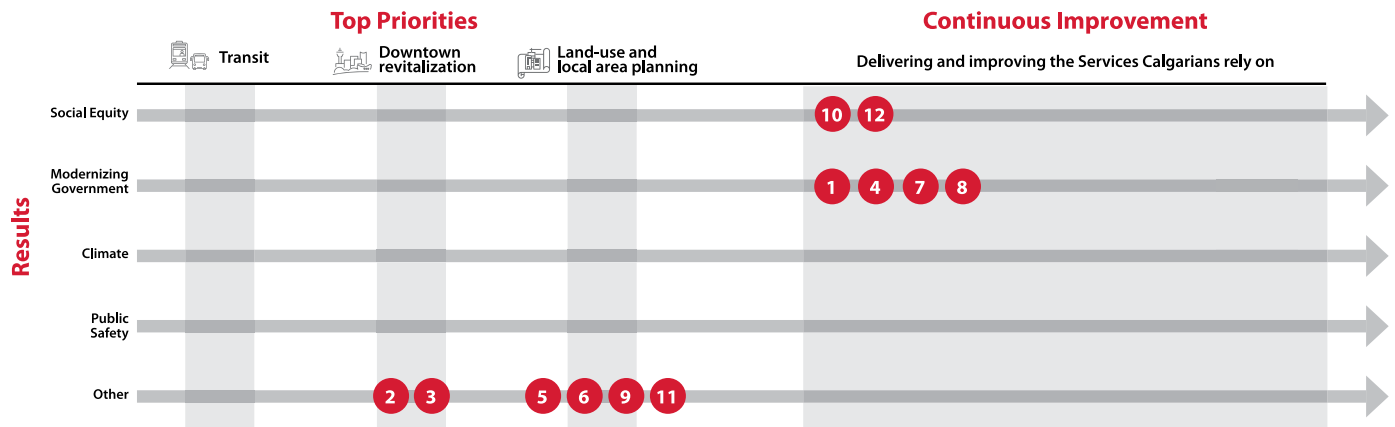 Top Priorities
Continuous Improvement
Transit
Downtown
revitalization
Land-use and
local area planning
Delivering and improving the Services Calgarians rely on
Results
Social Equity
10 12
Modernizing
Government
1 4 7 8
Climate
Public
Safety
Other
2 3 5 6 9 11